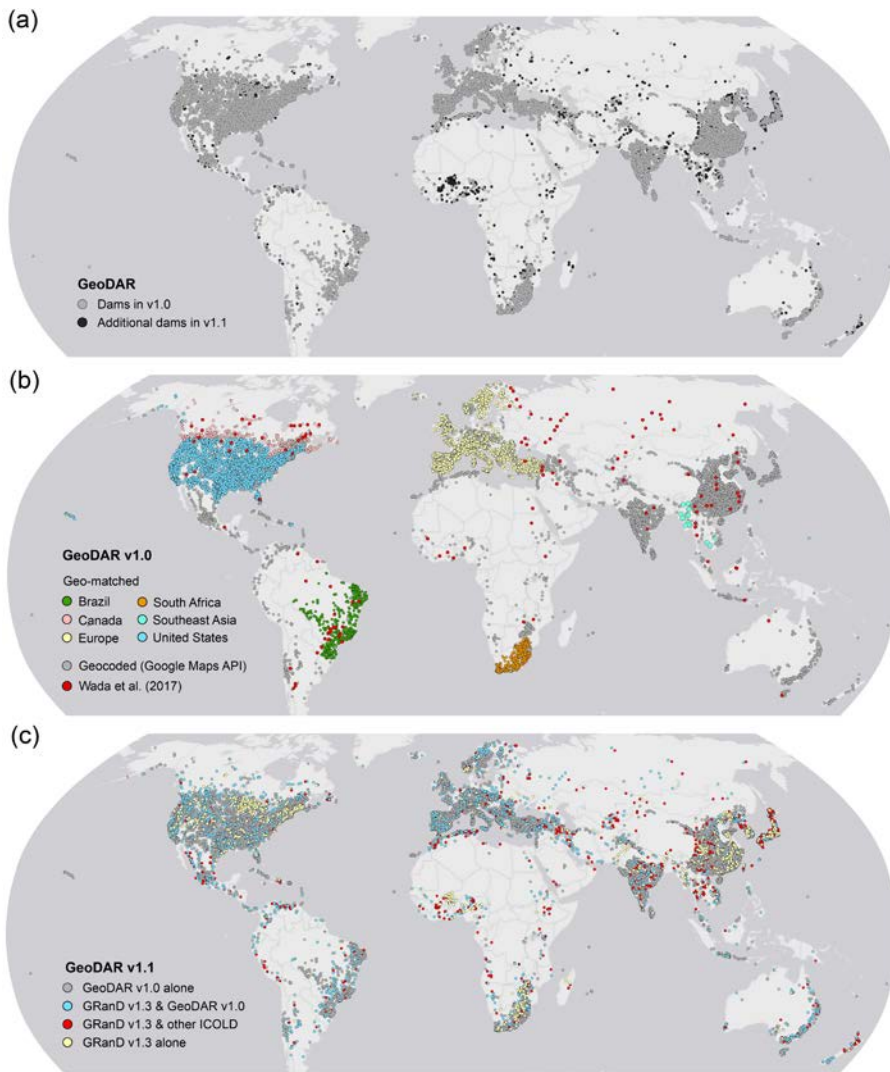 (a)
GeoDAR
Dams in v1.0
Additional dams in v1.1
(b)
GeoDAR v1.0
Geo-matched
Brazil South Africa
Canada Southeast Asia
Europe United States
Geocoded (Google Maps API)
Wada et al. (2017)
(c)
GeoDAR v1.1
GeoDAR v1.0 alone
GRanD v1.3 & GeoDAR v1.0
GRanD v1.3 & other ICOLD
GRanD v1.3 alone